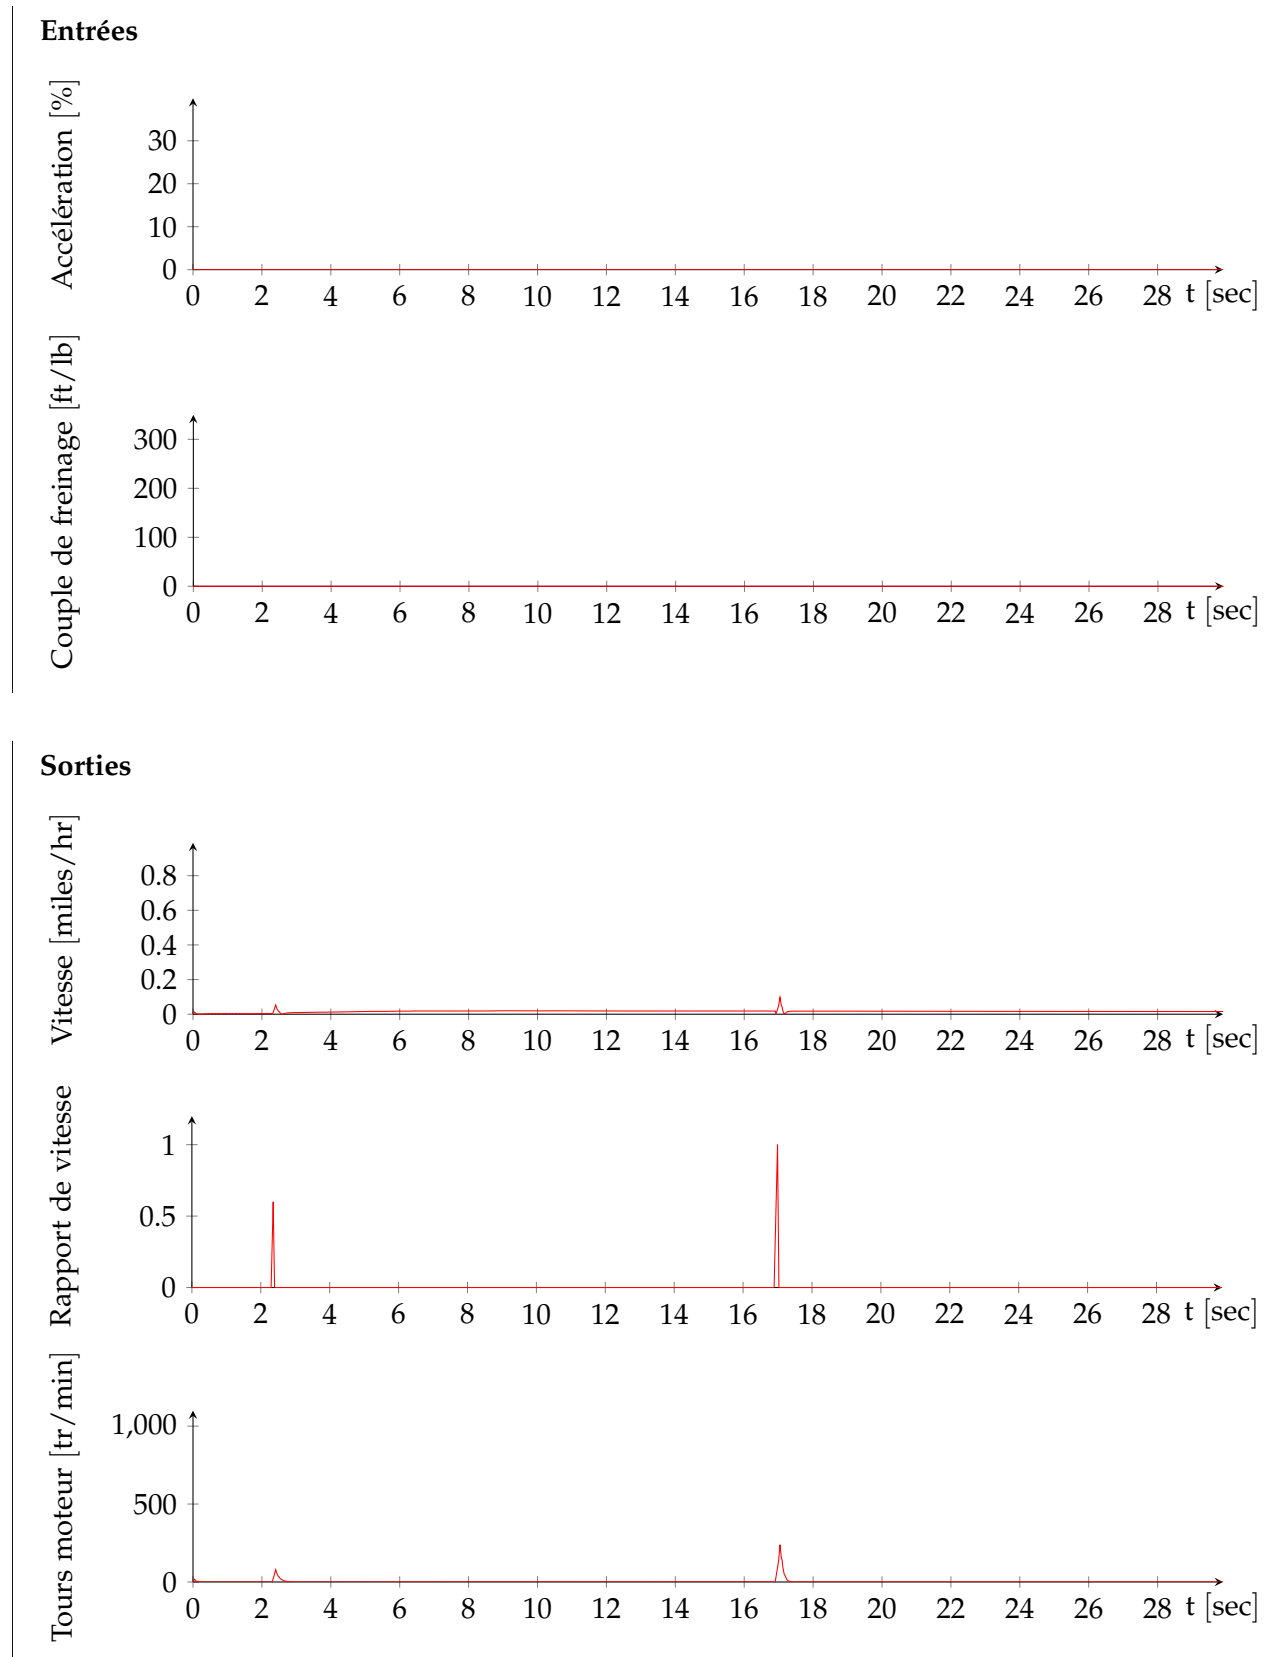 Entrées
Accélération [%]
30
20
10
0
0 2 4 6 8 10 12 14 16 18 20 22 24 26 28 t [sec]
Couple de freinage [ft/lb]
300
200
100
0
0 2 4 6 8 10 12 14 16 18 20 22 24 26 28 t [sec]
Sorties
Vitesse [miles/hr]
0.8
0.6
0.4
0.2
0
0 2 4 6 8 10 12 14 16 18 20 22 24 26 28 t [sec]
Rapport de vitesse
1
0.5
0
0 2 4 6 8 10 12 14 16 18 20 22 24 26 28 t [sec]
Tours moteur [tr/min]
1,000
500
0
0 2 4 6 8 10 12 14 16 18 20 22 24 26 28 t [sec]